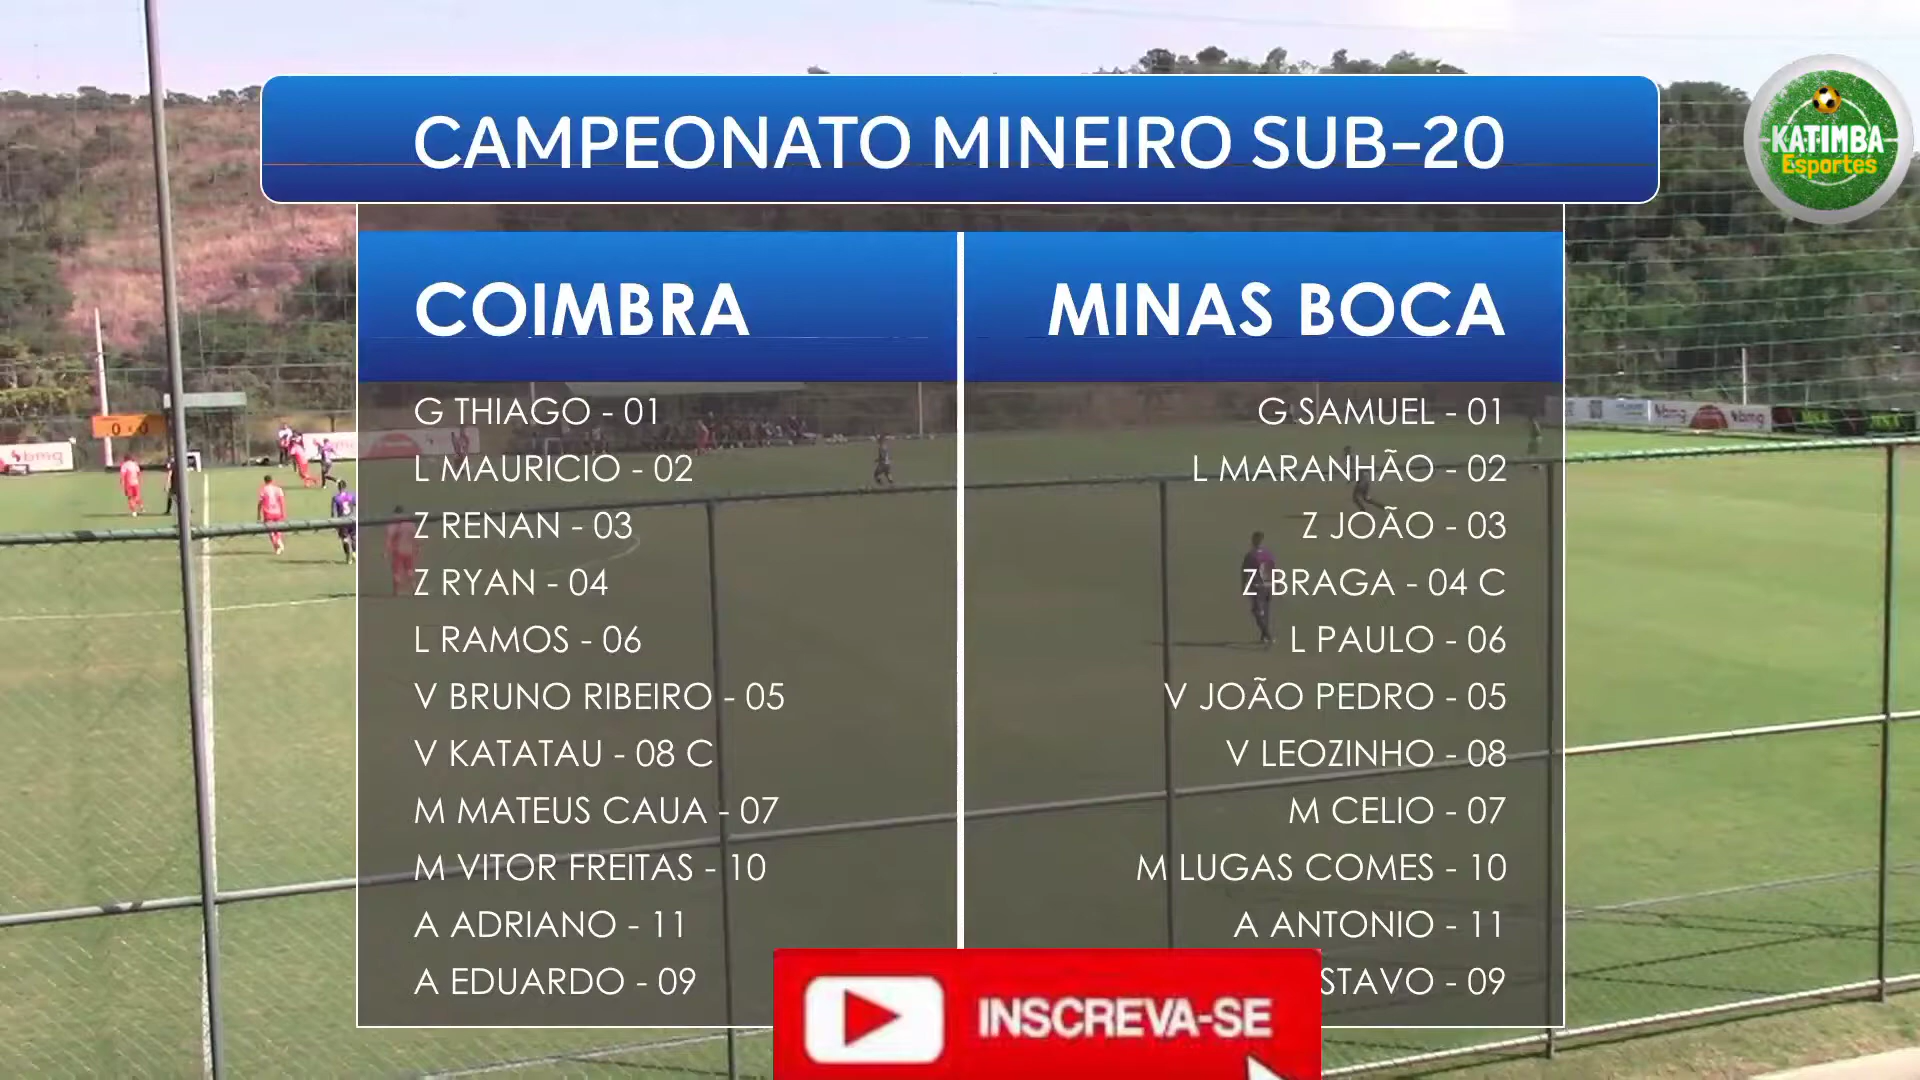 CAMPEONATO MINEIRO SUB-20
KATIMBA
Esportes
COIMBRA
G THIAGO - 01
L MAURICIO - 02
Z RENAN - 03
Z RYAN - 04
L RAMOS - 06
V BRUNO RIBEIRO - 05
V KATATAU - 08 C
M MATEUS CAUA - 07
M VITOR FREITAS - 10
A ADRIANO - 11
A EDUARDO - 09
MINAS BOCA
G SAMUEL - 01
L MARANHÃO - 02
Z JOÃO - 03
Z BRAGA - 04 C
L PAULO - 06
V JOÃO PEDRO - 05
V LEOZINHO - 08
M CELIO - 07
M LUGAS COMES - 10
A ANTONIO - 11
STAVO - 09
INSCREVA-SE
bmg
bmg
bmg